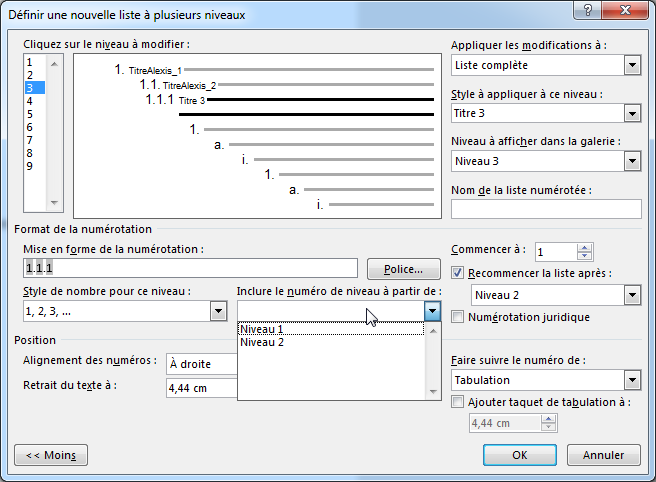 Définir une nouvelle liste à plusieurs niveaux
?
Cliquez sur le niveau à modifier :
1
2
3
4
5
6
7
8
9
1. TitreAlexis_1
1.1. TitreAlexis_2
1.1.1 Titre 3
1.
a.
i.
1.
a.
i.
Appliquer les modifications à :
Liste complète
Style à appliquer à ce niveau :
Titre 3
Niveau à afficher dans la galerie :
Niveau 3
Nom de la liste numérotée :
Format de la numérotation
Mise en forme de la numérotation :
1.1.1
Police...
Style de nombre pour ce niveau :
1, 2, 3, ...
Inclure le numéro de niveau à partir de :
Niveau 1
Niveau 2
Commencer à :
1
Recommencer la liste après :
Niveau 2
Numérotation juridique
Position
Alignement des numéros :
À droite
Retrait du texte à :
4,44 cm
Faire suivre le numéro de :
Tabulation
Ajouter taquet de tabulation à :
4,44 cm
<< Moins
OK
Annuler